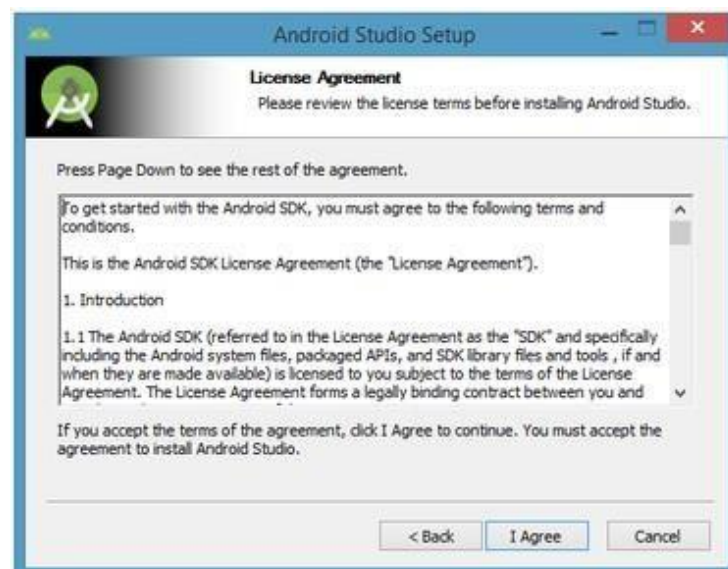 Android Studio Setup
License Agreement
Please review the license terms before installing Android Studio.
Press Page Down to see the rest of the agreement.
To get started with the Android SDK, you must agree to the following terms and
conditions.
This is the Android SDK License Agreement (the "License Agreement").
1. Introduction
1.1 The Android SDK (referred to in the License Agreement as the "SDK" and specifically
including the Android system files, packaged APIs, and SDK library files and tools , if and
when they are made available) is licensed to you subject to the terms of the License
Agreement. The License Agreement forms a legally binding contract between you and
If you accept the terms of the agreement, click I Agree to continue. You must accept the
agreement to install Android Studio.
< Back
I Agree
Cancel